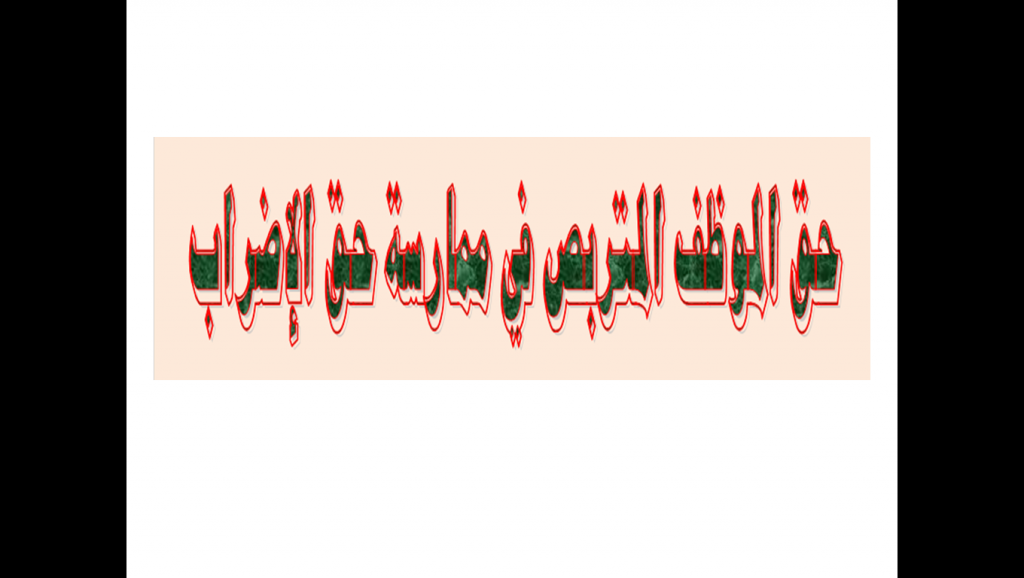 حق الموظف المتربص في ممارسة حق الإضراب